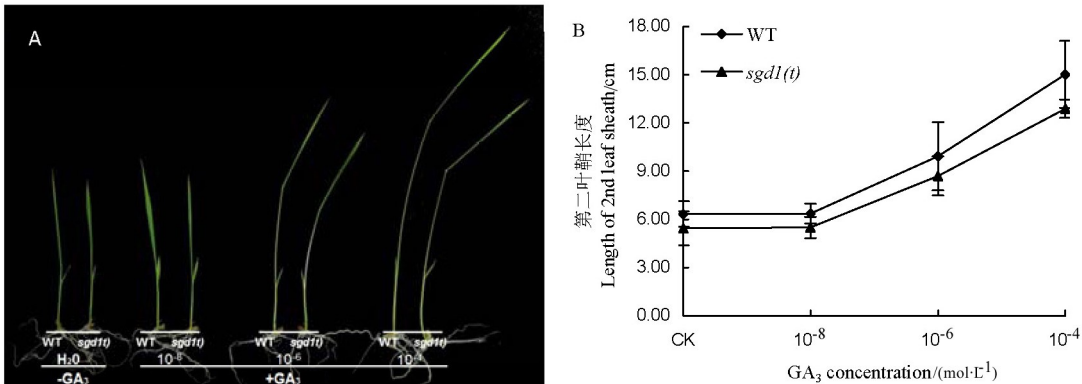 A
WT sgd1t) WT sgd1t) WT sgd1t) WT sgd1t)
H₂0 10⁻⁸ 10⁻⁶ 10⁻⁴
-GA₃ +GA₃
B
WT
sgd1(t)
第二叶鞘长度
Length of 2nd leaf sheath/cm
18.00
15.00
12.00
9.00
6.00
3.00
0.00
CK 10⁻⁸ 10⁻⁶ 10⁻⁴
GA₃ concentration/(mol·L⁻¹)